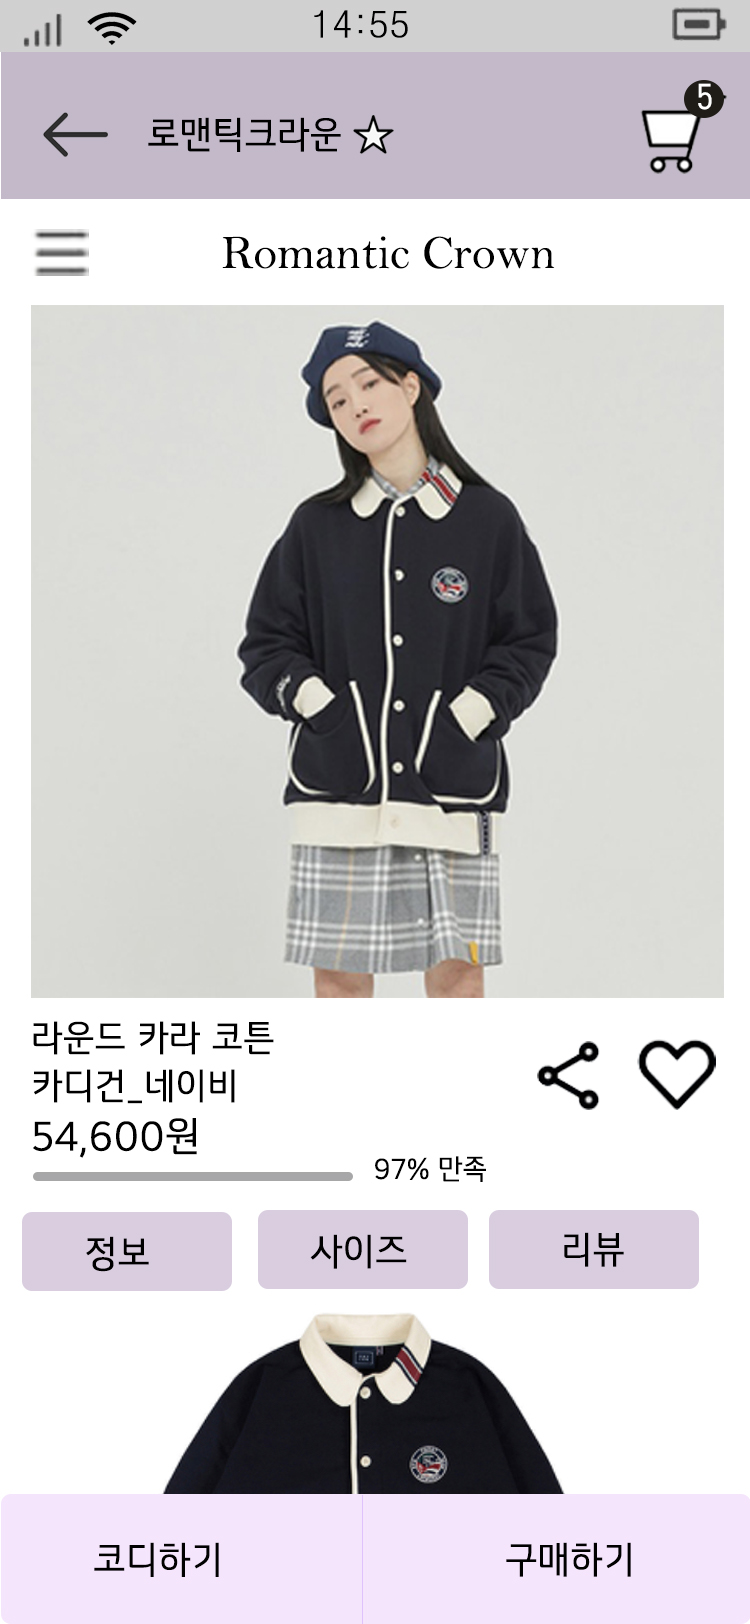 14:55
로맨틱크라운 ☆
5
Romantic Crown
라운드 카라 코튼
카디건_네이비
54,600원
97% 만족
정보
사이즈
리뷰
코디하기
구매하기